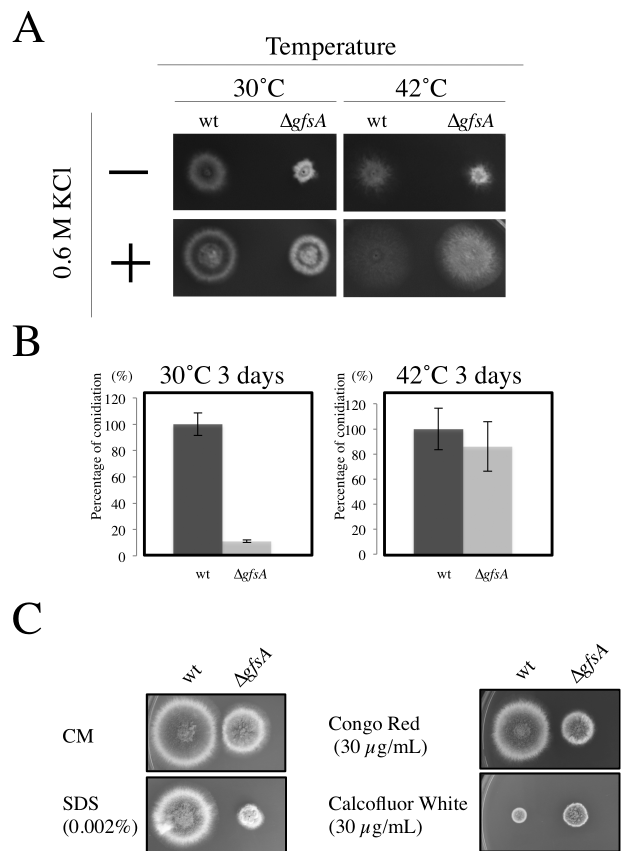 A
Temperature
30˚C 42˚C
wt ΔgfsA wt ΔgfsA
0.6 M KCl
−
+
B
(%) 30˚C 3 days
Percentage of conidiation
120
100
80
60
40
20
0
wt ΔgfsA
(%) 42˚C 3 days
Percentage of conidiation
120
100
80
60
40
20
0
wt ΔgfsA
C
wt ΔgfsA
CM
SDS
(0.002%)
wt ΔgfsA
Congo Red
(30 µg/mL)
Calcofluor White
(30 µg/mL)